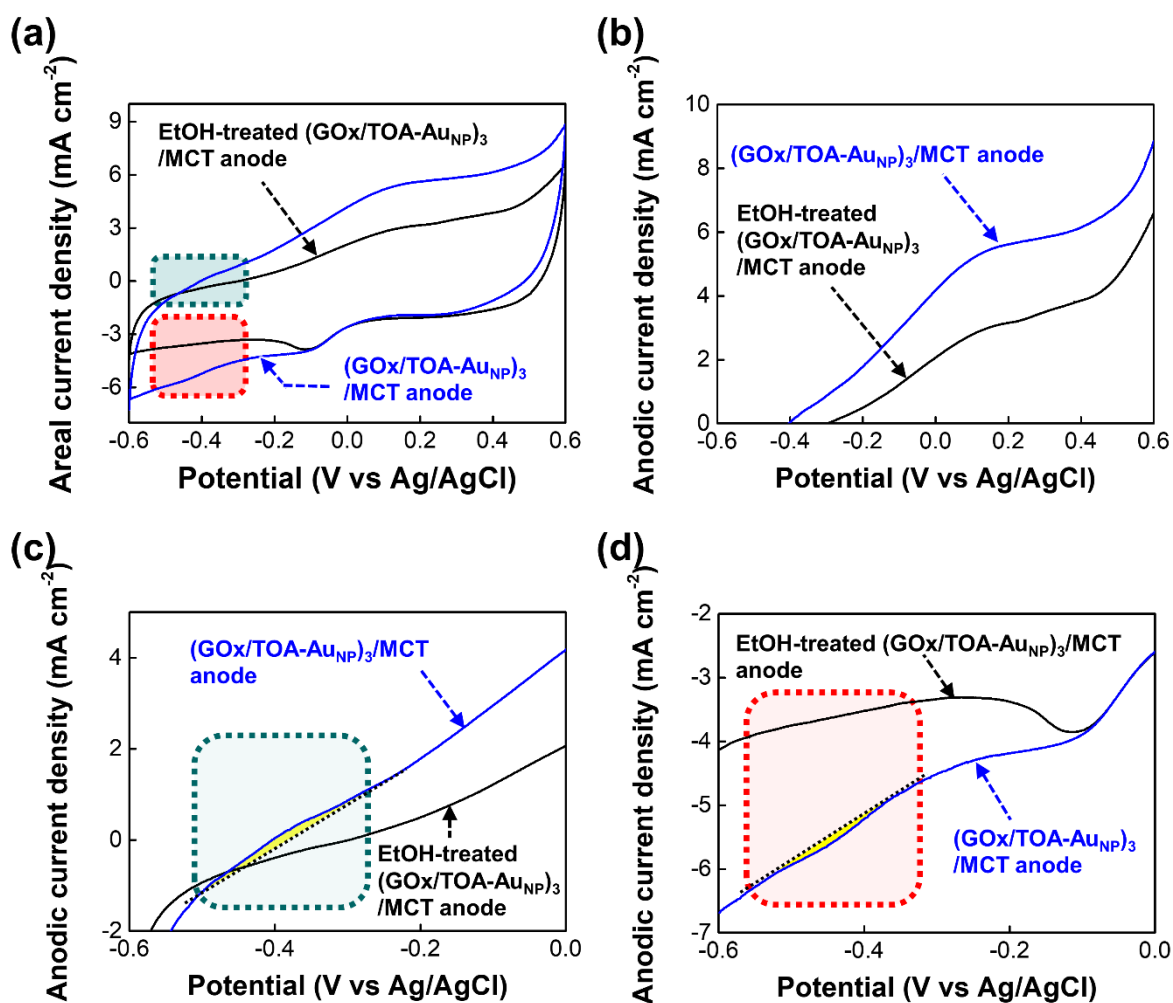 (a)
Areal current density (mA cm-2)
9
6
3
0
-3
-6
EtOH-treated (GOx/TOA-AuNP)3
/MCT anode
(GOx/TOA-AuNP)3
/MCT anode
-0.6 -0.4 -0.2 0.0 0.2 0.4 0.6
Potential (V vs Ag/AgCl)
(b)
Anodic current density (mA cm-2)
10
8
6
4
2
0
(GOx/TOA-AuNP)3/MCT anode
EtOH-treated
(GOx/TOA-AuNP)3
/MCT anode
-0.6 -0.4 -0.2 0.0 0.2 0.4 0.6
Potential (V vs Ag/AgCl)
(c)
Anodic current density (mA cm-2)
4
2
0
-2
(GOx/TOA-AuNP)3/MCT
anode
EtOH-treated
(GOx/TOA-AuNP)3
/MCT anode
-0.6 -0.4 -0.2 0.0
Potential (V vs Ag/AgCl)
(d)
Anodic current density (mA cm-2)
-2
-3
-4
-5
-6
-7
EtOH-treated (GOx/TOA-AuNP)3/MCT
anode
(GOx/TOA-AuNP)3
/MCT anode
-0.6 -0.4 -0.2 0.0
Potential (V vs Ag/AgCl)